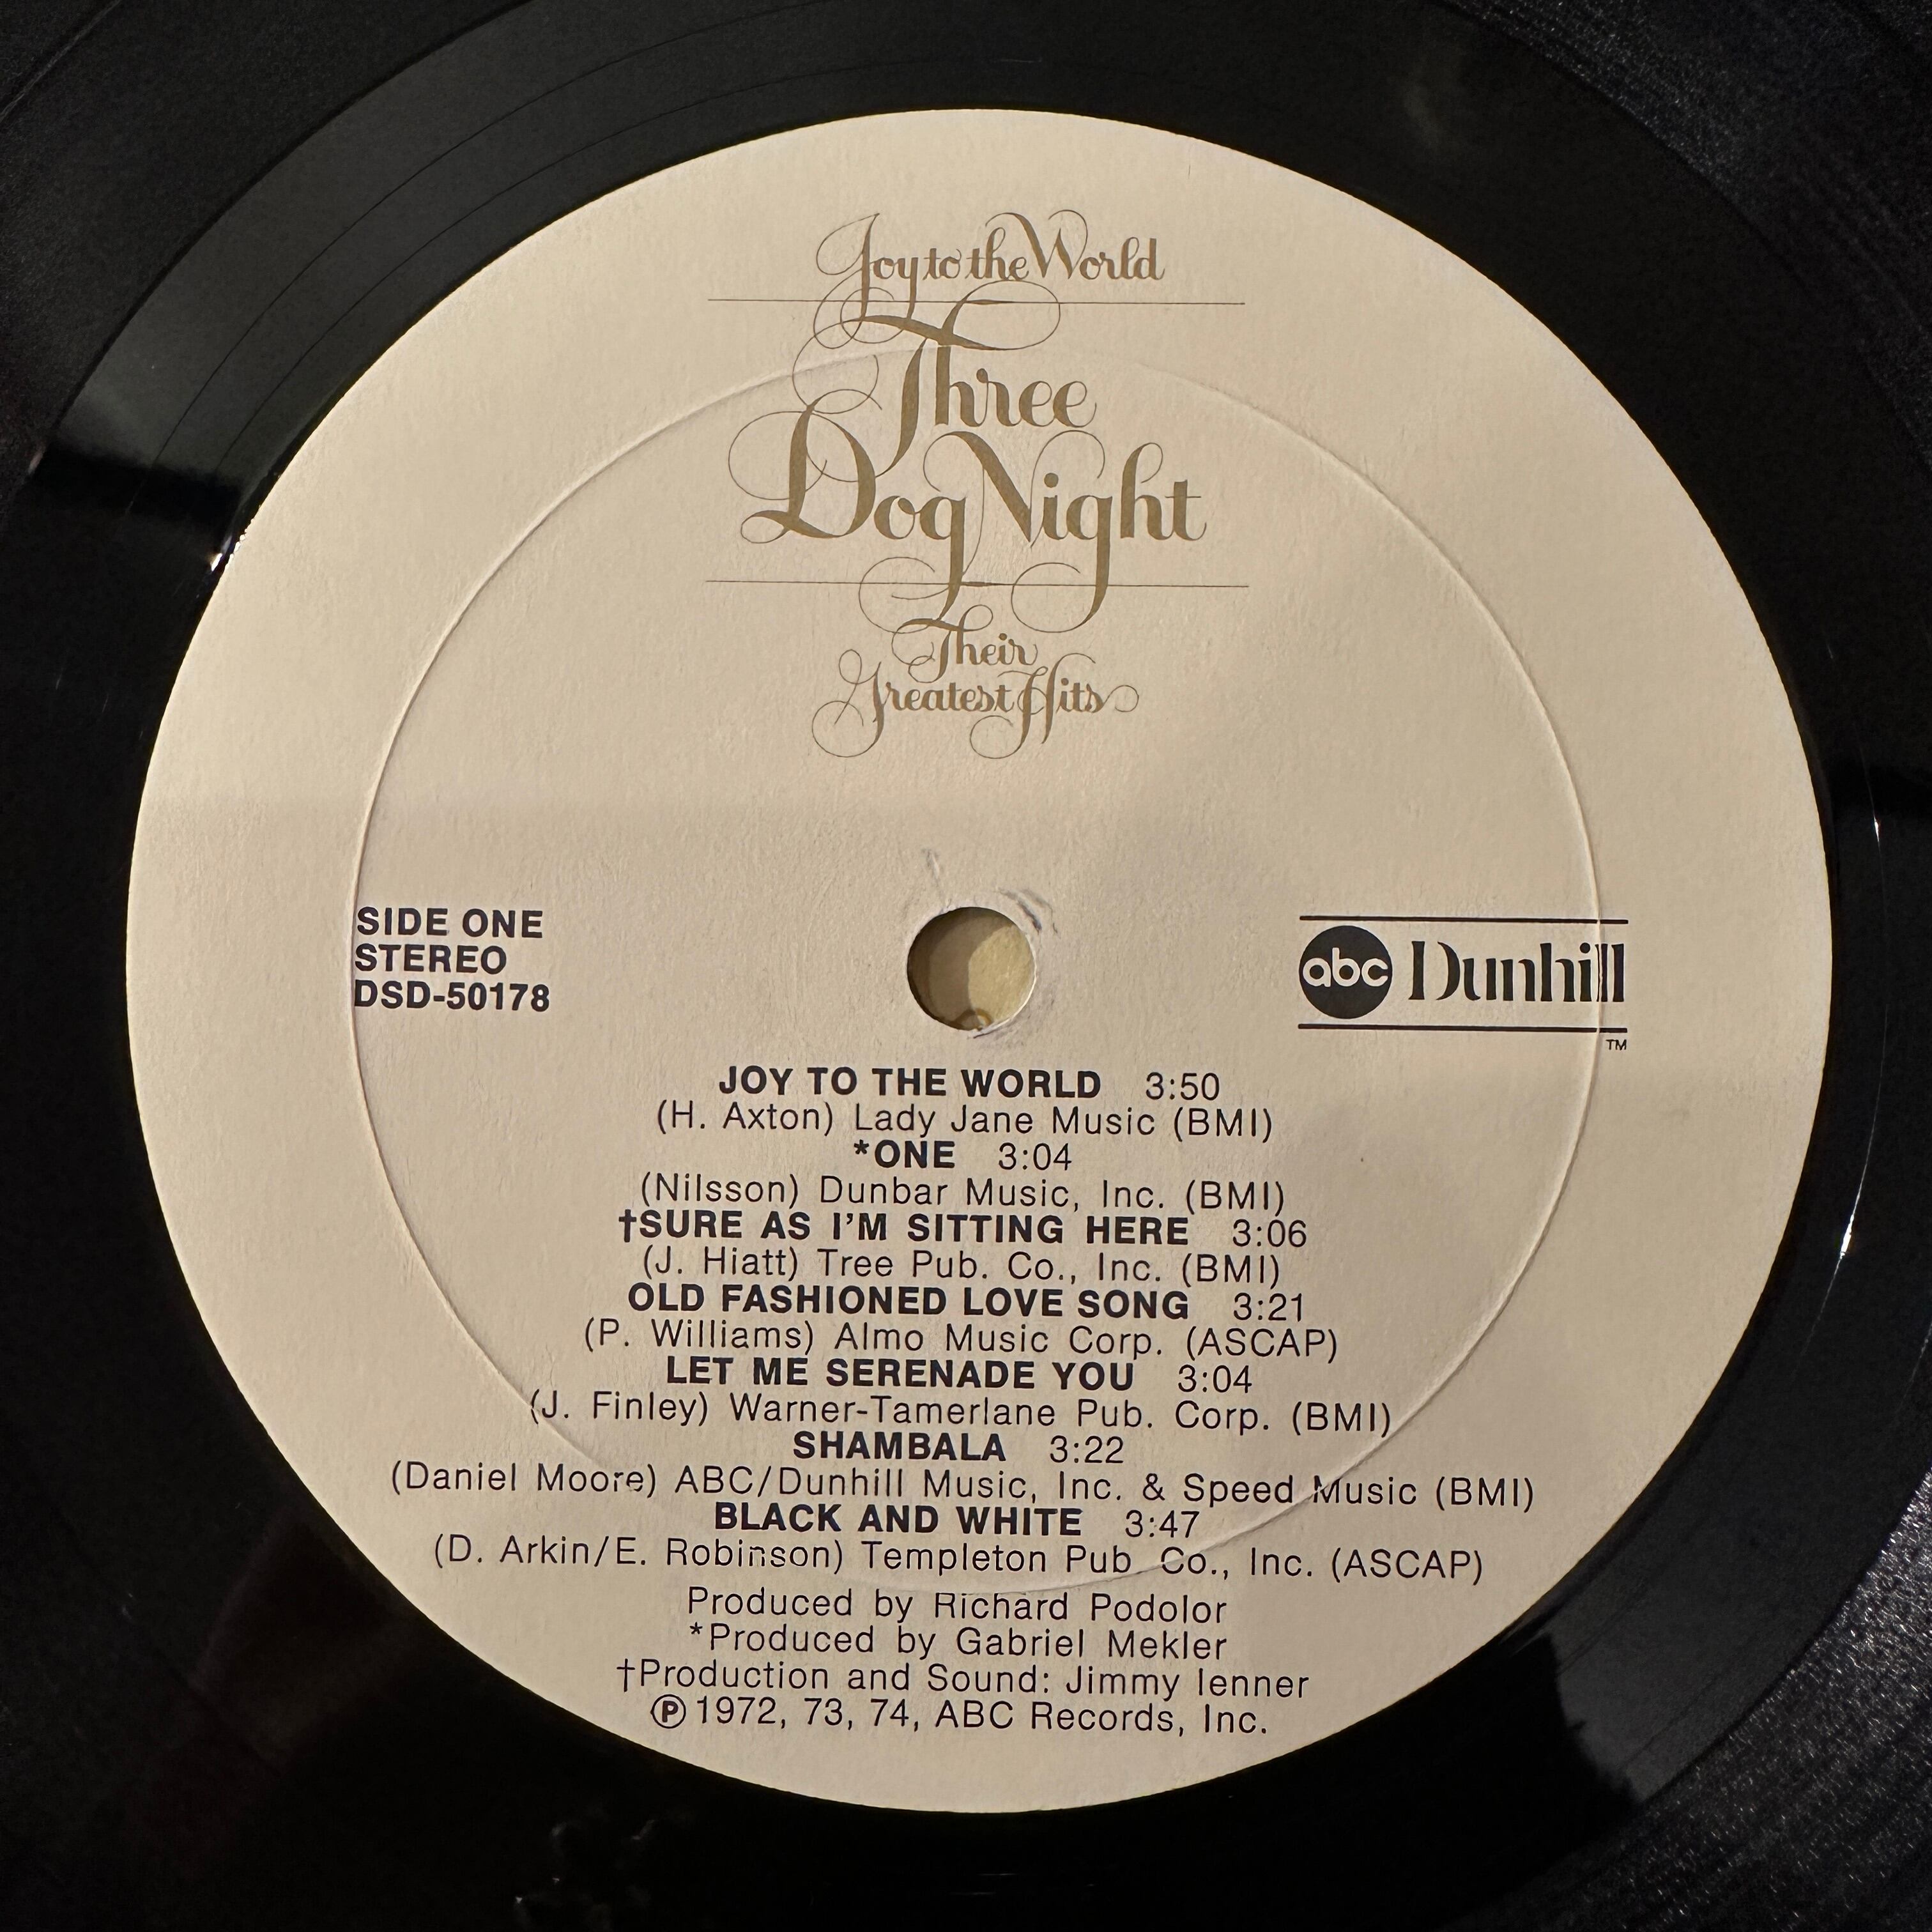 Joy to the World
Three
Dog Night
Their
Greatest Hits
SIDE ONE
STEREO
DSD-50178
abc Dunhill
TM
JOY TO THE WORLD 3:50
(H. Axton) Lady Jane Music (BMI)
*ONE 3:04
(Nilsson) Dunbar Music, Inc. (BMI)
†SURE AS I'M SITTING HERE 3:06
(J. Hiatt) Tree Pub. Co., Inc. (BMI)
OLD FASHIONED LOVE SONG 3:21
(P. Williams) Almo Music Corp. (ASCAP)
LET ME SERENADE YOU 3:04
(J. Finley) Warner-Tamerlane Pub. Corp. (BMI)
SHAMBALA 3:22
(Daniel Moore) ABC/Dunhill Music, Inc. & Speed Music (BMI)
BLACK AND WHITE 3:47
(D. Arkin/E. Robinson) Templeton Pub. Co., Inc. (ASCAP)
Produced by Richard Podolor
*Produced by Gabriel Mekler
†Production and Sound: Jimmy Ienner
℗1972, 73, 74, ABC Records, Inc.